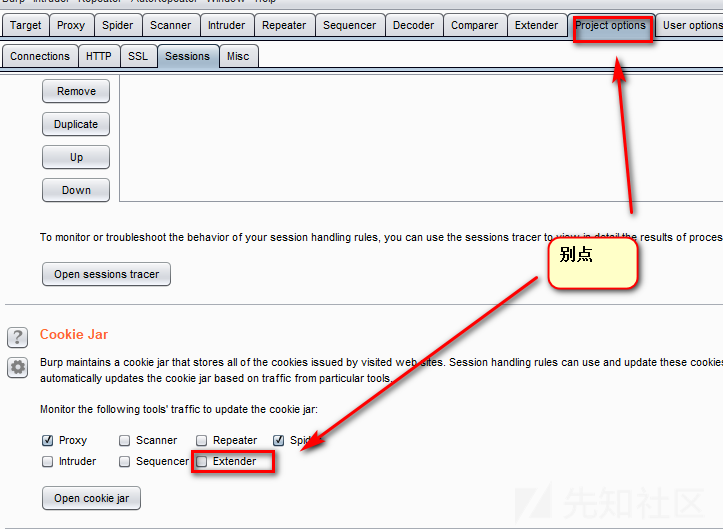 Burp Intruder Repeater AutoRepeater Window Help
Target Proxy Spider Scanner Intruder Repeater Sequencer Decoder Comparer Extender Project options User options
Connections HTTP SSL Sessions Misc
Remove
Duplicate
Up
Down
To monitor or troubleshoot the behavior of your session handling rules, you can use the sessions tracer to view in detail the results of proces
别点
Open sessions tracer
Cookie Jar
Burp maintains a cookie jar that stores all of the cookies issued by visited web sites. Session handling rules can use and update these cookies
automatically updates the cookie jar based on traffic from particular tools.
Monitor the following tools' traffic to update the cookie jar:
Proxy Scanner Repeater Spid
Intruder Sequencer Extender
Open cookie jar
先知社区